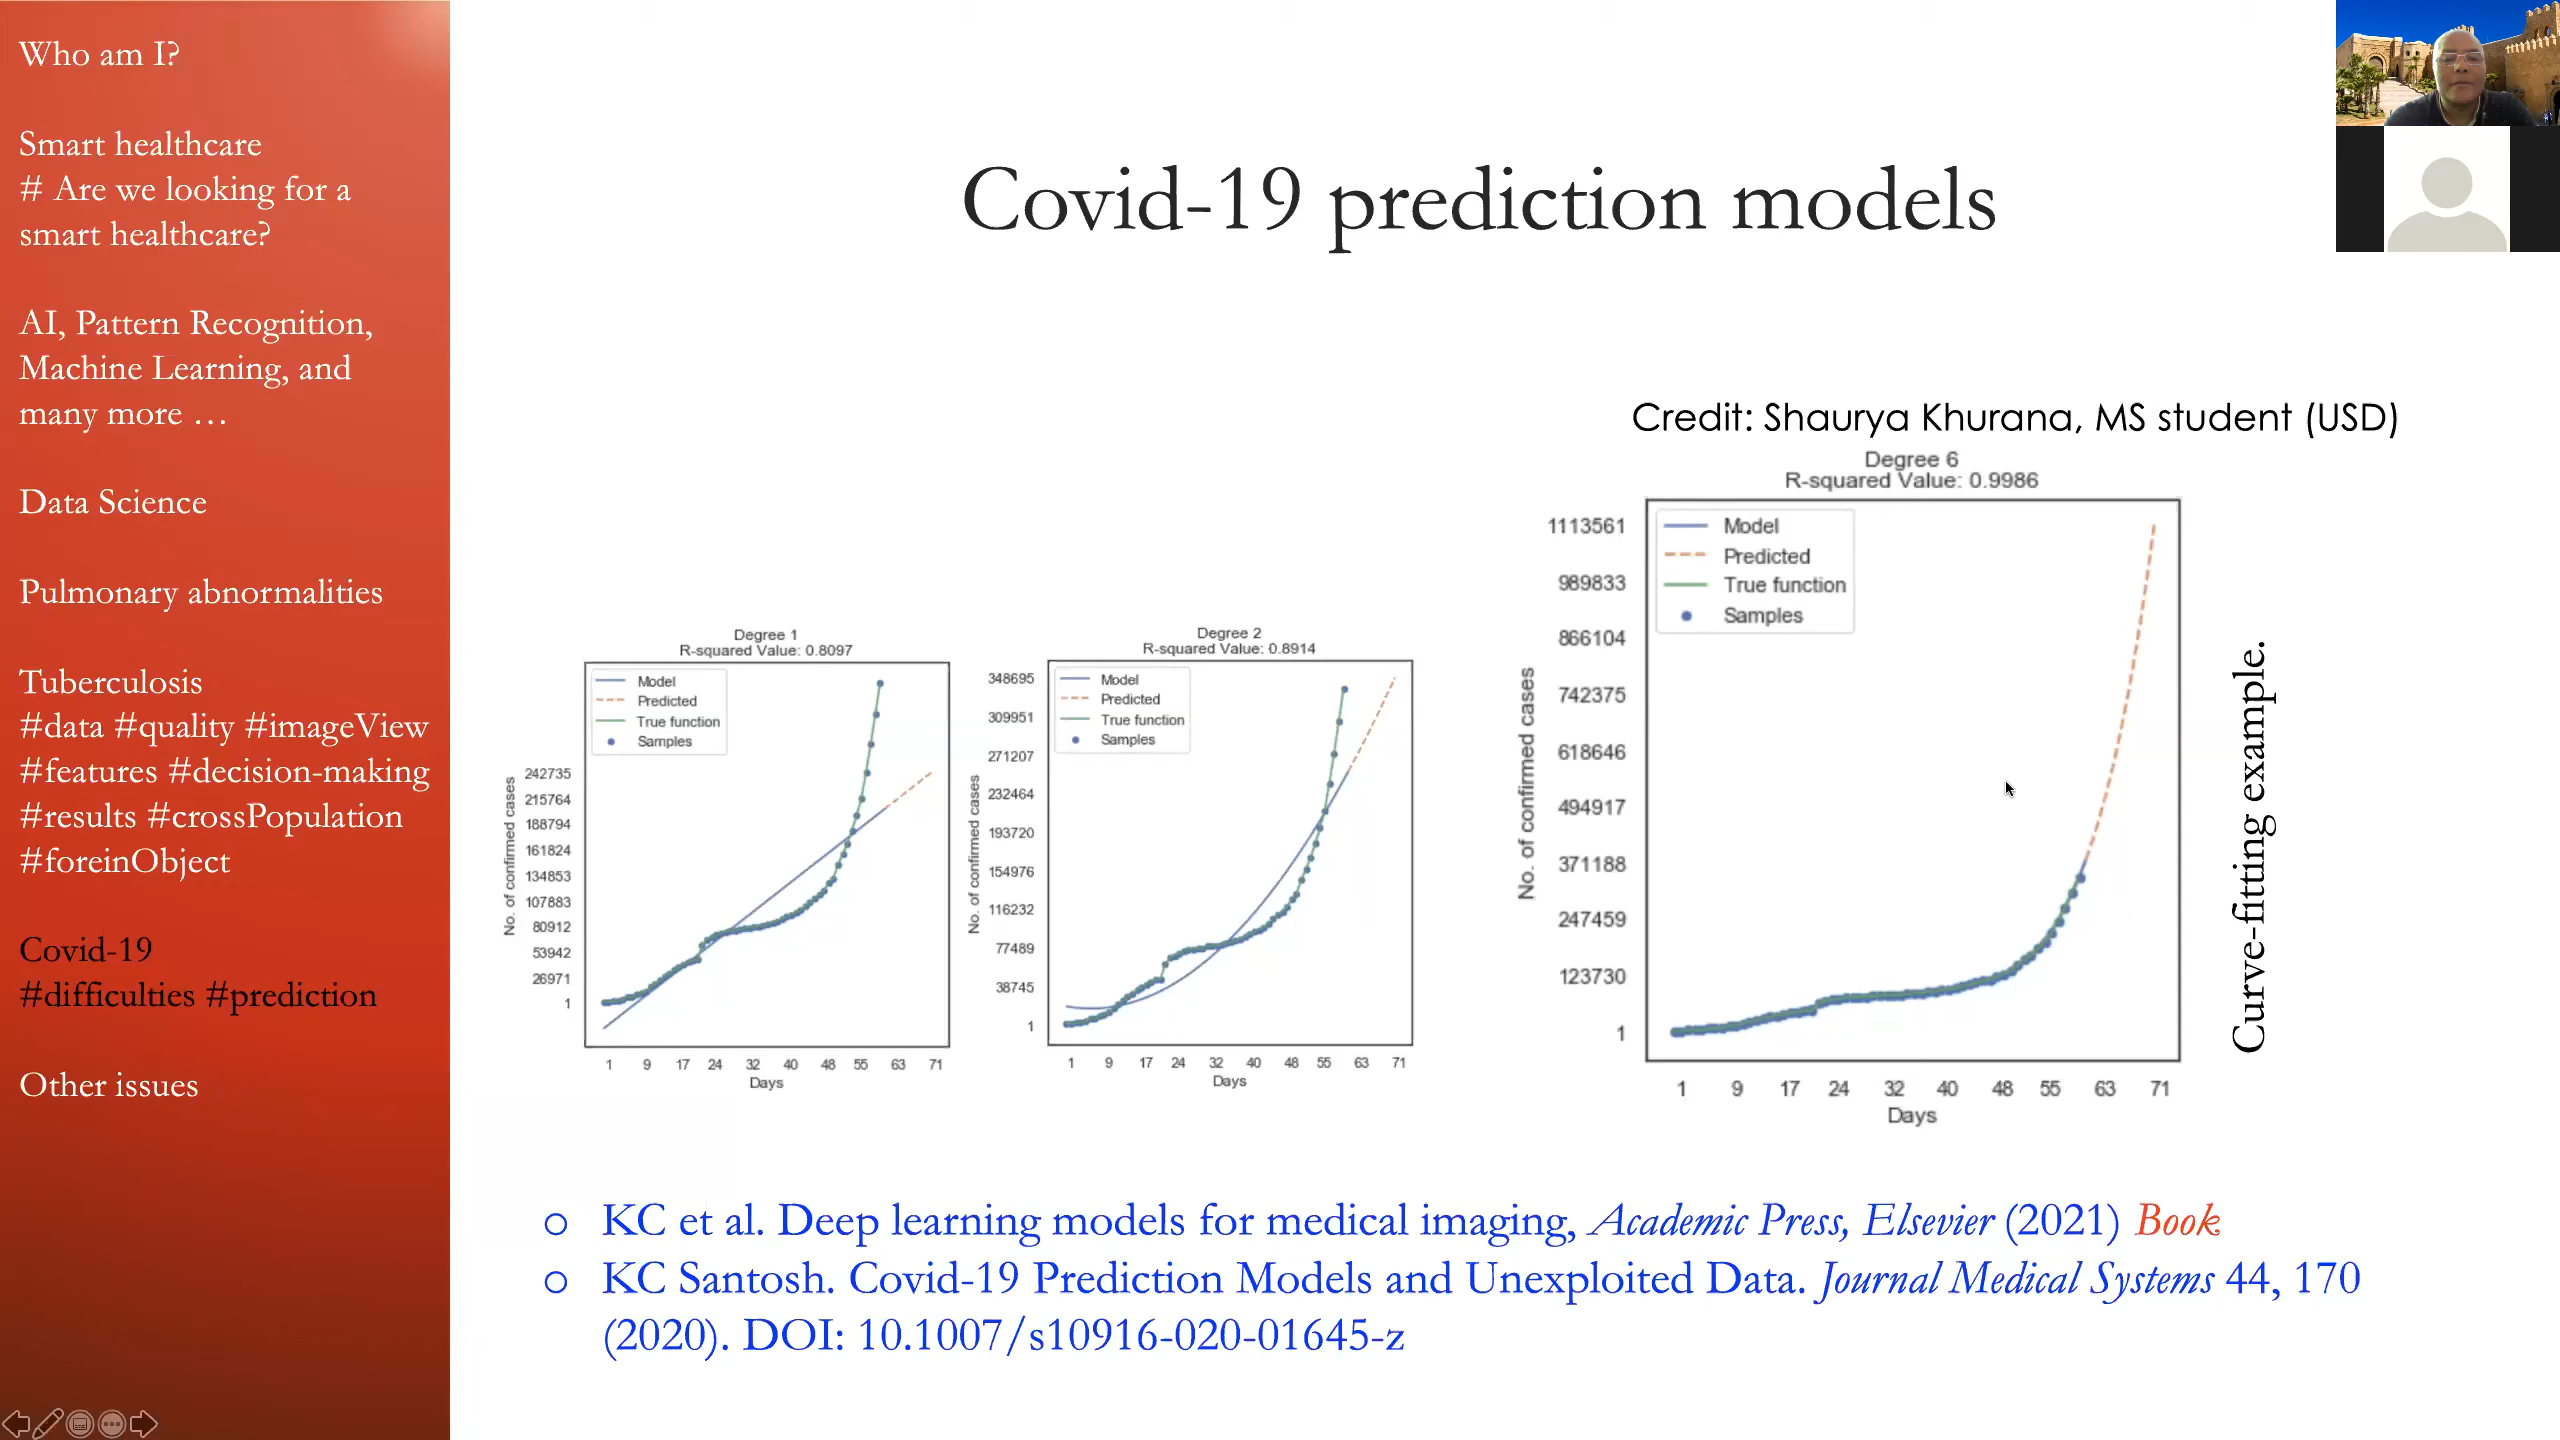 Who am I?
Smart healthcare
# Are we looking for a
smart healthcare?
AI, Pattern Recognition,
Machine Learning, and
many more …
Data Science
Pulmonary abnormalities
Tuberculosis
#data #quality #imageView
#features #decision-making
#results #crossPopulation
#foreinObject
Covid-19
#difficulties #prediction
Other issues
Covid-19 prediction models
Credit: Shaurya Khurana, MS student (USD)
Degree 1
R-squared Value: 0.8097
Model
Predicted
True function
Samples
No. of confirmed cases
242735
215764
188794
161824
134853
107883
80912
53942
26971
1
1 9 17 24 32 40 48 55 63 71
Days
Degree 2
R-squared Value: 0.8914
Model
Predicted
True function
Samples
No. of confirmed cases
348695
309951
271207
232464
193720
154976
116232
77489
38745
1
1 9 17 24 32 40 48 55 63 71
Days
Degree 6
R-squared Value: 0.9986
Model
Predicted
True function
Samples
No. of confirmed cases
1113561
989833
866104
742375
618646
494917
371188
247459
123730
1
1 9 17 24 32 40 48 55 63 71
Days
Curve-fitting example.
KC et al. Deep learning models for medical imaging, Academic Press, Elsevier (2021) Book
KC Santosh. Covid-19 Prediction Models and Unexploited Data. Journal Medical Systems 44, 170
(2020). DOI: 10.1007/s10916-020-01645-z